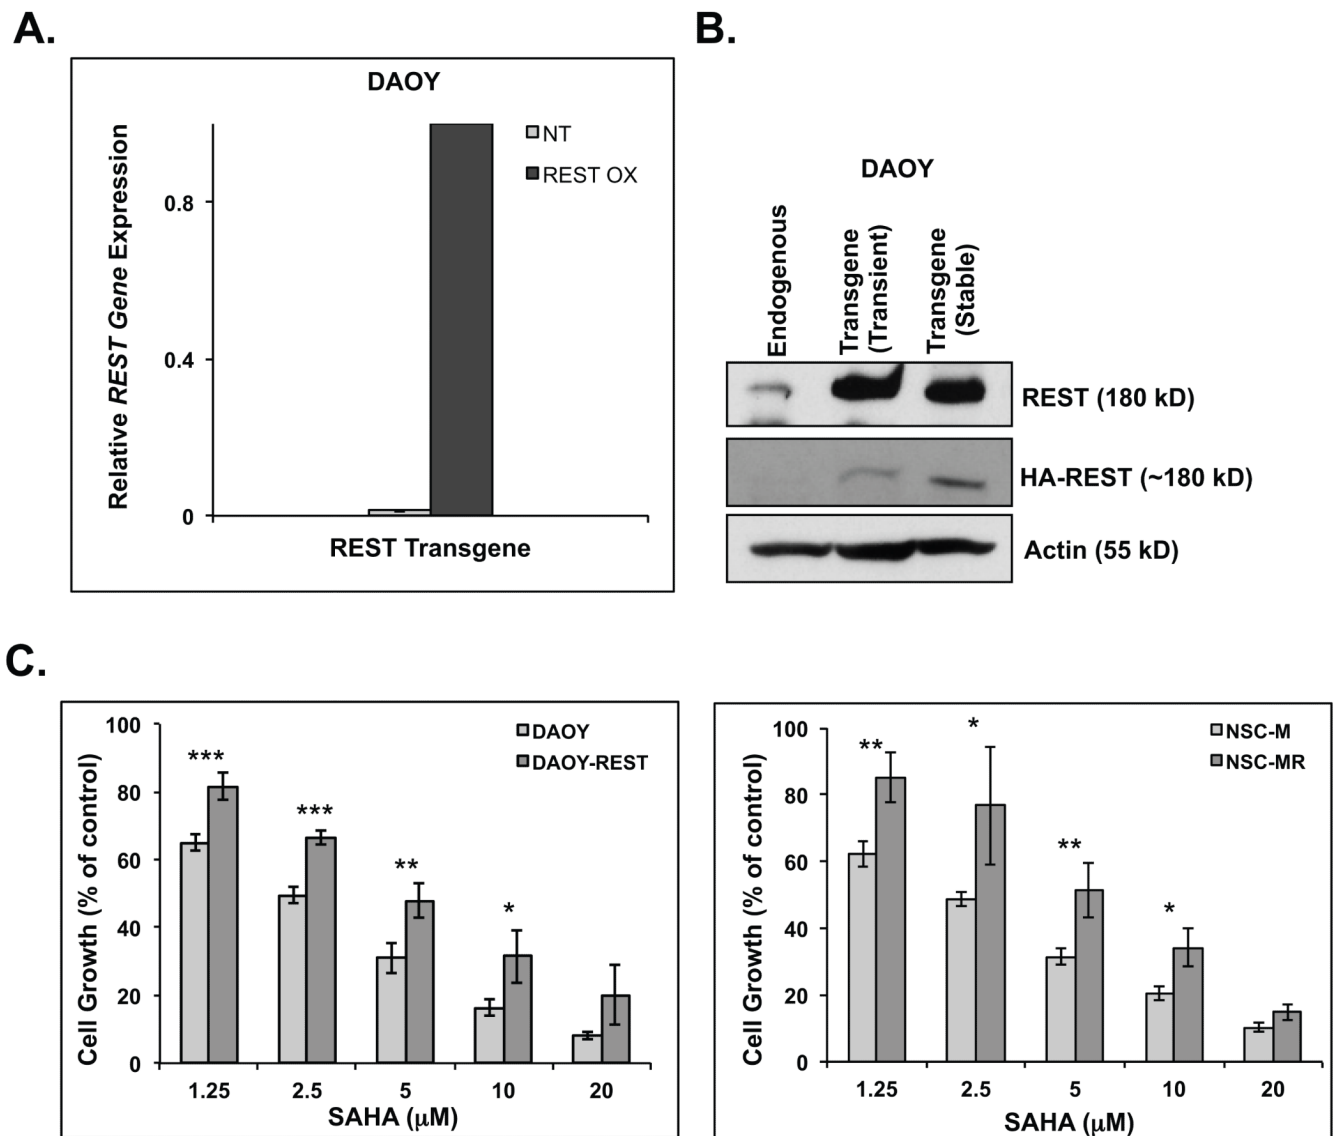 A.
DAOY
Relative REST Gene Expression
0.8
0.4
0
NT
REST OX
REST Transgene
B.
DAOY
Endogenous
Transgene
(Transient)
Transgene
(Stable)
REST (180 kD)
HA-REST (~180 kD)
Actin (55 kD)
C.
Cell Growth (% of control)
100
80
60
40
20
0
DAOY
DAOY-REST
***
***
**
*
1.25 2.5 5 10 20
SAHA (μM)
Cell Growth (% of control)
100
80
60
40
20
0
NSC-M
NSC-MR
**
*
**
*
1.25 2.5 5 10 20
SAHA (μM)